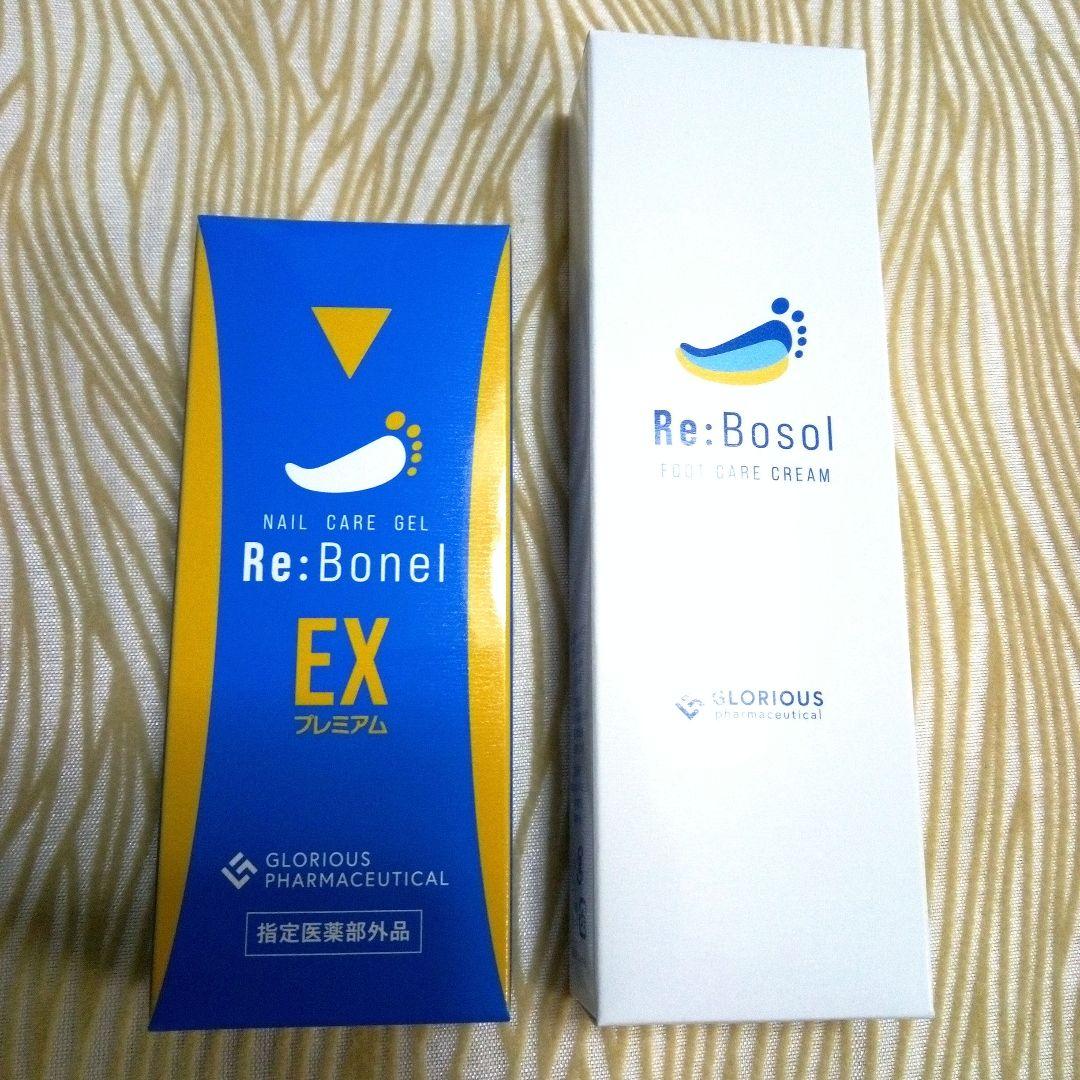 NAIL CARE GEL
Re:Bonel
EX
プレミアム
GLORIOUS
PHARMACEUTICAL
指定医薬部外品
Re:Bosol
FOOT CARE CREAM
GLORIOUS
pharmaceutical